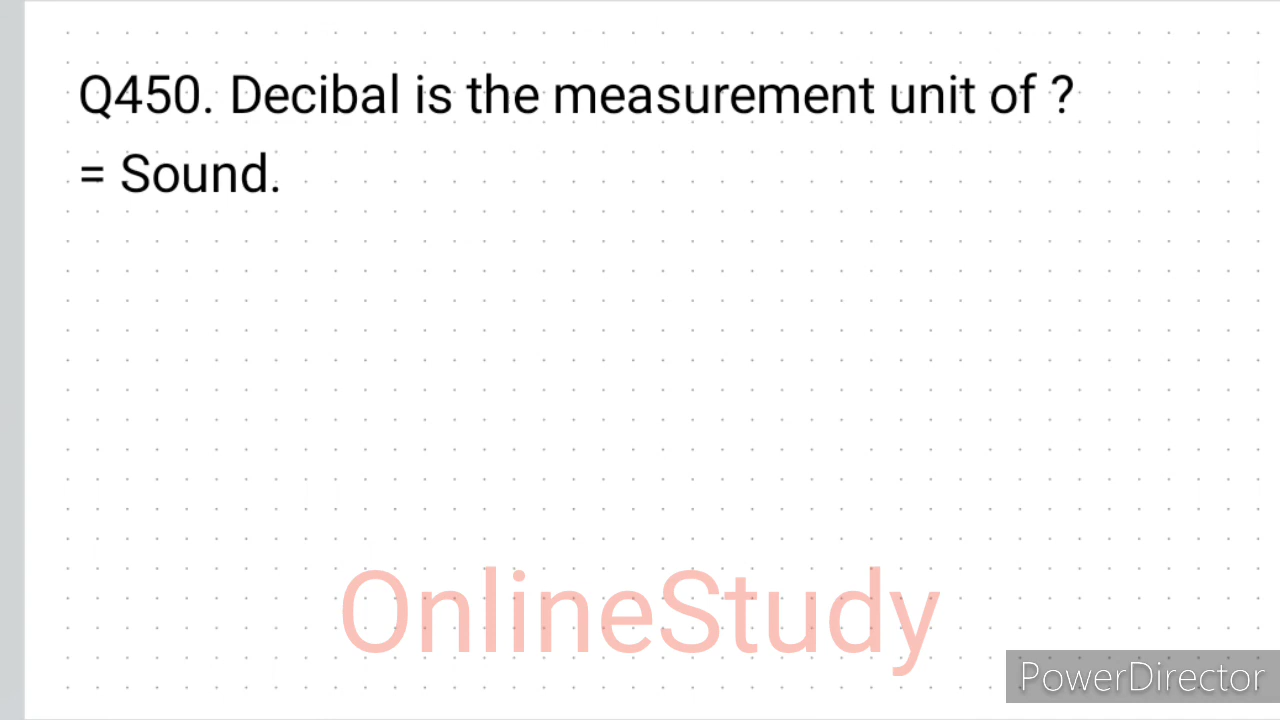 Q450. Decibal is the measurement unit of ?
= Sound.
OnlineStudy
PowerDirector